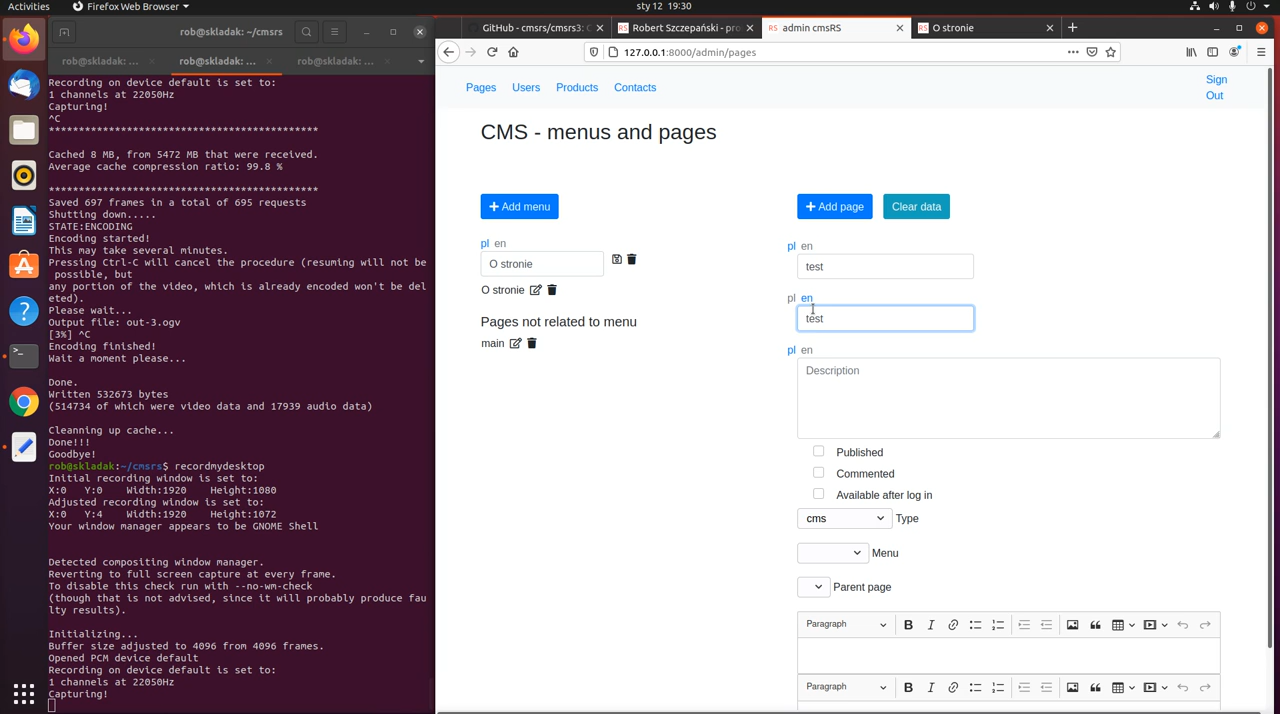 Activities
Firefox Web Browser
sty 12 19:30
rob@skladak: ~/cmsrs
rob@skladak: ...
rob@skladak: ...
rob@skladak: ...
Recording on device default is set to:
1 channels at 22050Hz
Capturing!
^C
*********************************************
Cached 8 MB, from 5472 MB that were received.
Average cache compression ratio: 99.8 %
*********************************************
Saved 697 frames in a total of 695 requests
Shutting down.....
STATE:ENCODING
Encoding started!
This may take several minutes.
Pressing Ctrl-C will cancel the procedure (resuming will not be
possible, but
any portion of the video, which is already encoded won't be del
eted).
Please wait...
Output file: out-3.ogv
[3%] ^C
Encoding finished!
Wait a moment please...
Done.
Written 532673 bytes
(514734 of which were video data and 17939 audio data)
Cleanning up cache...
Done!!!
Goodbye!
rob@skladak:~/cmsrs$ recordmydesktop
Initial recording window is set to:
X:0 Y:0 Width:1920 Height:1080
Adjusted recording window is set to:
X:0 Y:4 Width:1920 Height:1072
Your window manager appears to be GNOME Shell
Detected compositing window manager.
Reverting to full screen capture at every frame.
To disable this check run with --no-wm-check
(though that is not advised, since it will probably produce fau
lty results).
Initializing...
Buffer size adjusted to 4096 from 4096 frames.
Opened PCM device default
Recording on device default is set to:
1 channels at 22050Hz
Capturing!
GitHub - cmsrs/cmsrs3: C
RS Robert Szczepański - pro
RS admin cmsRS
RS O stronie
127.0.0.1:8000/admin/pages
Pages Users Products Contacts
Sign
Out
CMS - menus and pages
Add menu
pl en
O stronie
O stronie
Pages not related to menu
main
Add page
Clear data
pl en
test
pl en
test
pl en
Description
Published
Commented
Available after log in
cms
Type
Menu
Parent page
Paragraph
B I
Paragraph
B I